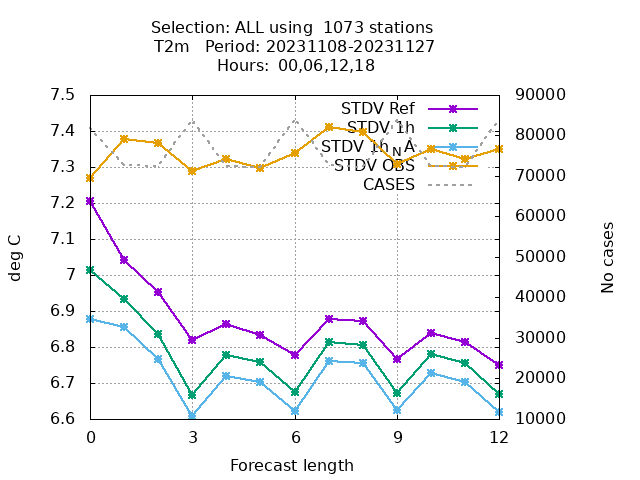 Selection: ALL using  1073 stations
T2m   Period: 20231108-20231127
Hours:  00,06,12,18
7.5
7.4
7.3
7.2
7.1
7
6.9
6.8
6.7
6.6
90000
80000
70000
60000
50000
40000
30000
20000
10000
STDV Ref
STDV 1h
STDV 1h_NA
STDV OBS
CASES
deg C
No cases
0 3 6 9 12
Forecast length